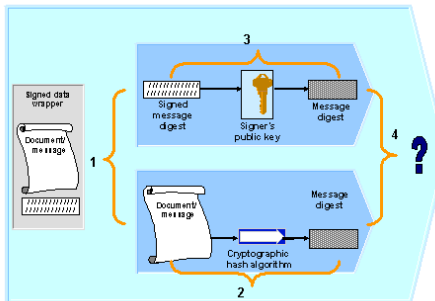 Signed data
wrapper
Document/
message
1
3
Signed
message
digest
Signer's
public key
Message
digest
4
?
Document/
message
Message
digest
Cryptographic
hash algorithm
2